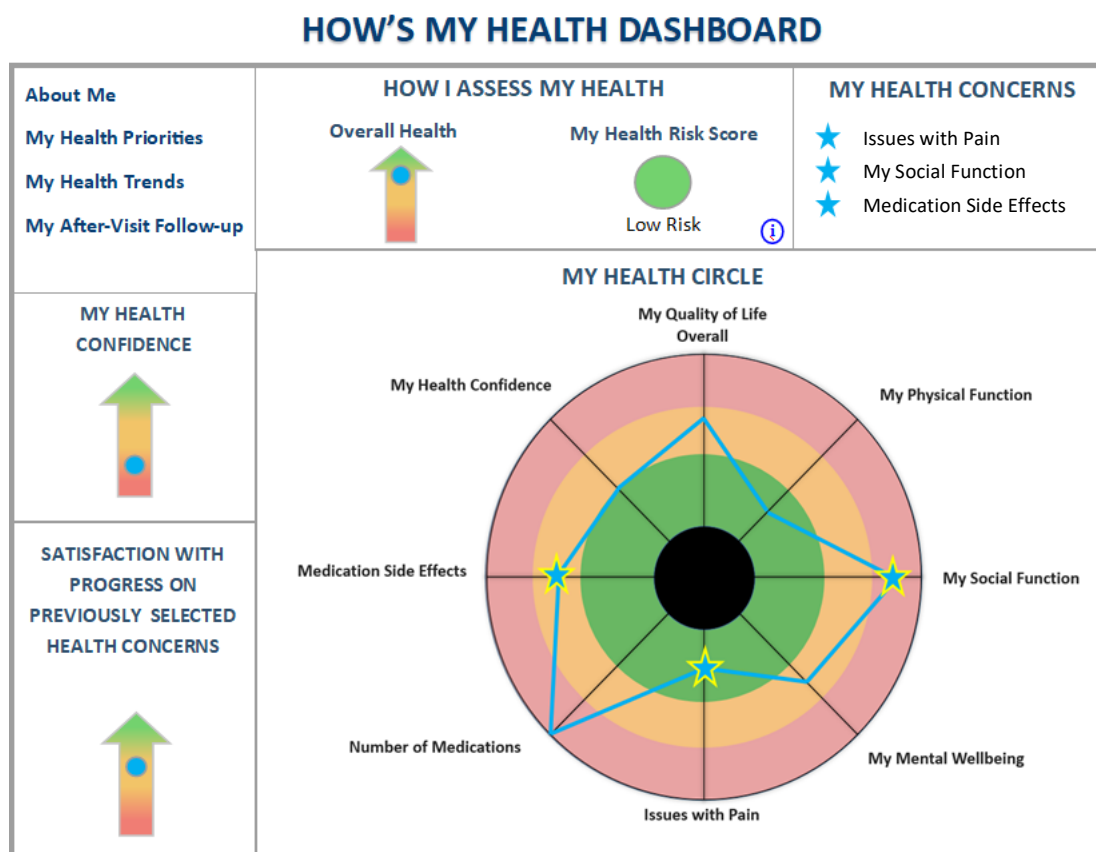 HOW'S MY HEALTH DASHBOARD
About Me
My Health Priorities
My Health Trends
My After-Visit Follow-up
HOW I ASSESS MY HEALTH
Overall Health
My Health Risk Score
Low Risk
i
MY HEALTH CONCERNS
Issues with Pain
My Social Function
Medication Side Effects
MY HEALTH
CONFIDENCE
SATISFACTION WITH
PROGRESS ON
PREVIOUSLY SELECTED
HEALTH CONCERNS
MY HEALTH CIRCLE
My Quality of Life
Overall
My Health Confidence
My Physical Function
Medication Side Effects
My Social Function
Number of Medications
My Mental Wellbeing
Issues with Pain